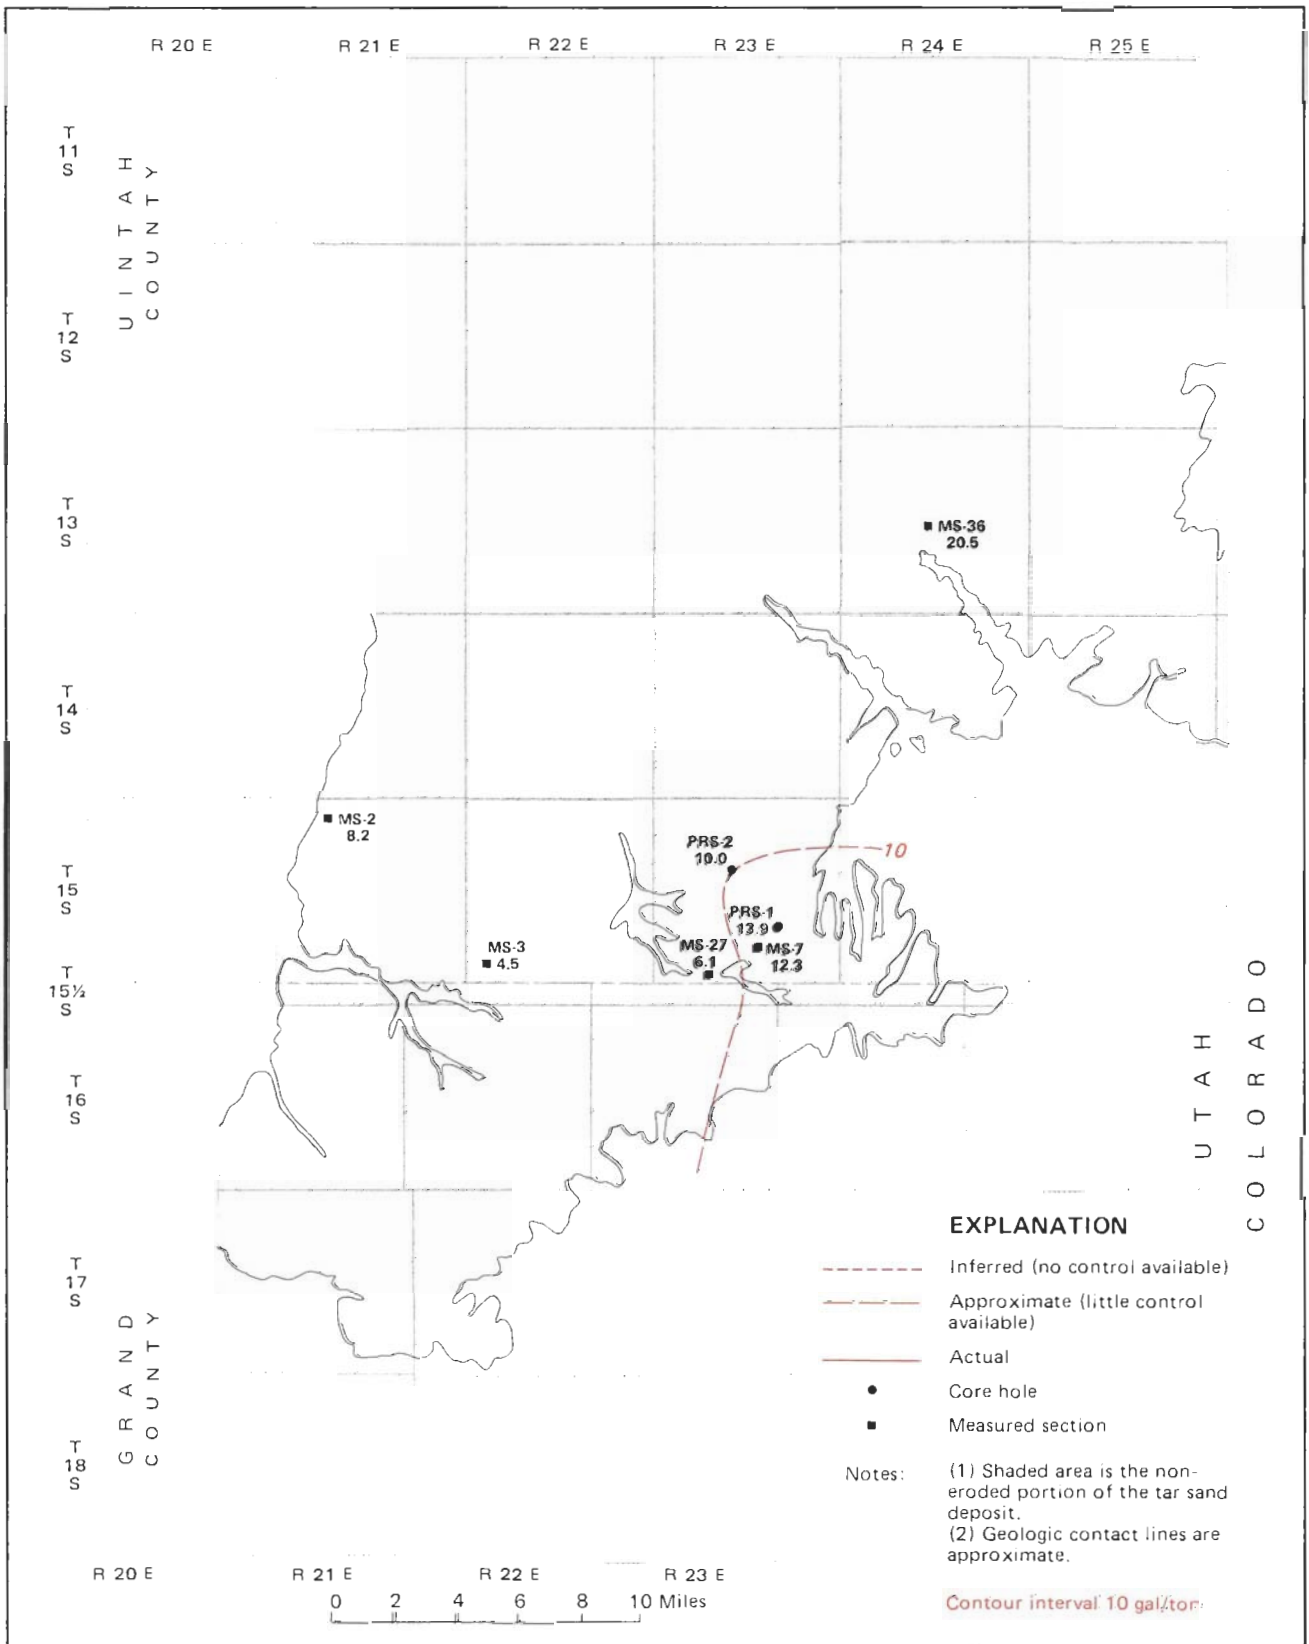 R 20 E R 21 E R 22 E R 23 E R 24 E R 25 E
T
11
S
UINTAH
COUNTY
T
12
S
T
13
S
MS-36
20.5
T
14
S
MS-2
8.2
PRS-2
10.0
10
T
15
S
PRS-1
13.9
MS-3
4.5
MS-27
6.1
MS-7
12.3
T
15½
S
T
16
S
UTAH
COLORADO
T
17
S
GRAND
COUNTY
T
18
S
EXPLANATION
Inferred (no control available)
Approximate (little control
available)
Actual
Core hole
Measured section
Notes: (1) Shaded area is the non-
eroded portion of the tar sand
deposit.
(2) Geologic contact lines are
approximate.
Contour interval 10 gal/ton
R 20 E R 21 E R 22 E R 23 E
0 2 4 6 8 10 Miles